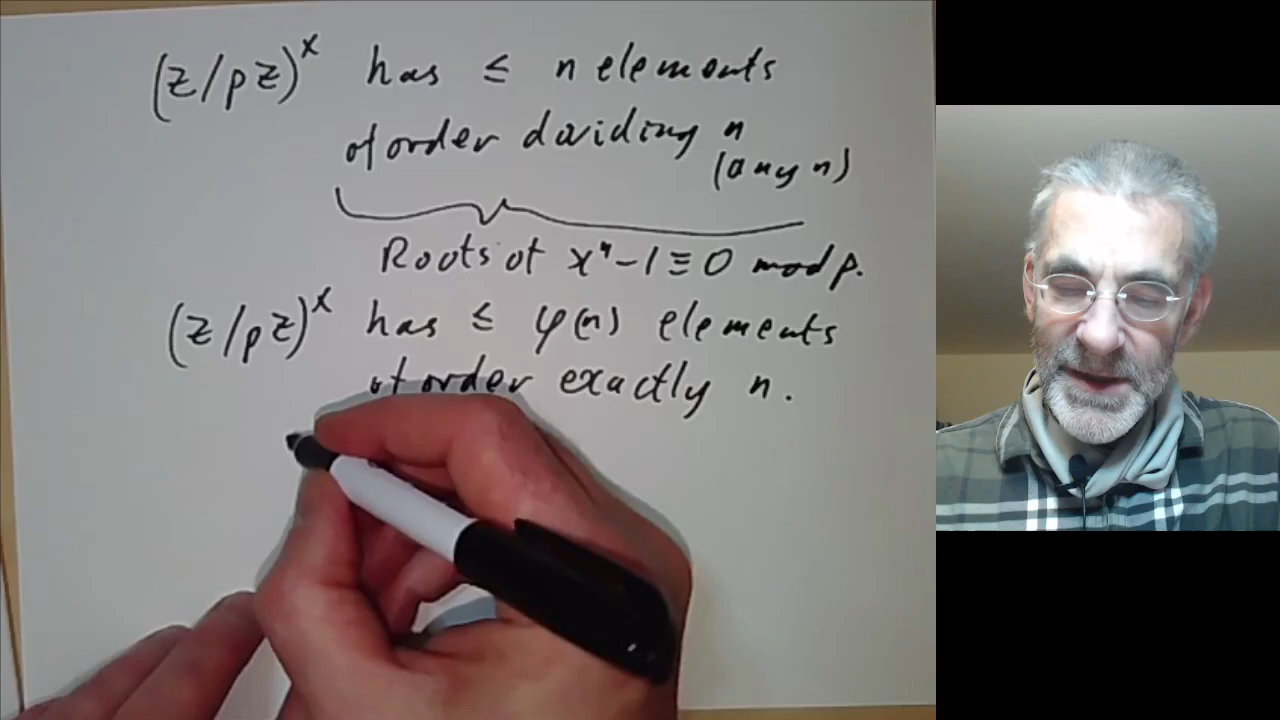 (Z/pZ)^x has ≤ n elements
of order dividing n
(any n)
Roots of x^n - 1 ≡ 0 mod p.
(Z/pZ)^x has ≤ φ(n) elements
of order exactly n.